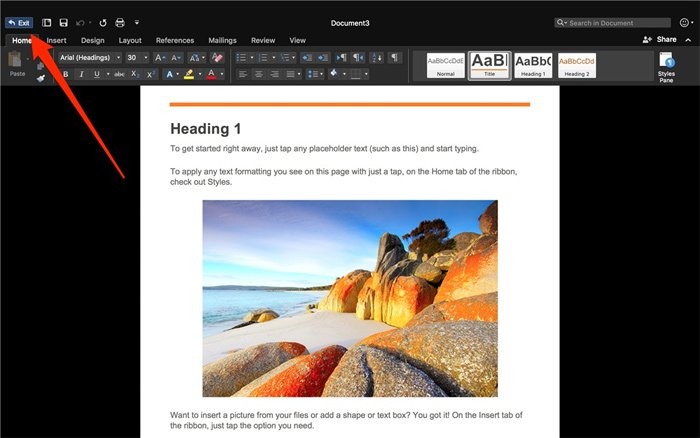 Exit
Document3
Search in Document
Home Insert Design Layout References Mailings Review View
Share
Paste
Arial (Headings) 30 A A Aa A
B I U abc X₂ X² A A
AaBbCcDdE AaB AaBb( AaBbCcDd
Normal Title Heading 1 Heading 2
Styles
Pane
Heading 1
To get started right away, just tap any placeholder text (such as this) and start typing.
To apply any text formatting you see on this page with just a tap, on the Home tab of the ribbon,
check out Styles.
Want to insert a picture from your files or add a shape or text box? You got it! On the Insert tab of
the ribbon, just tap the option you need.